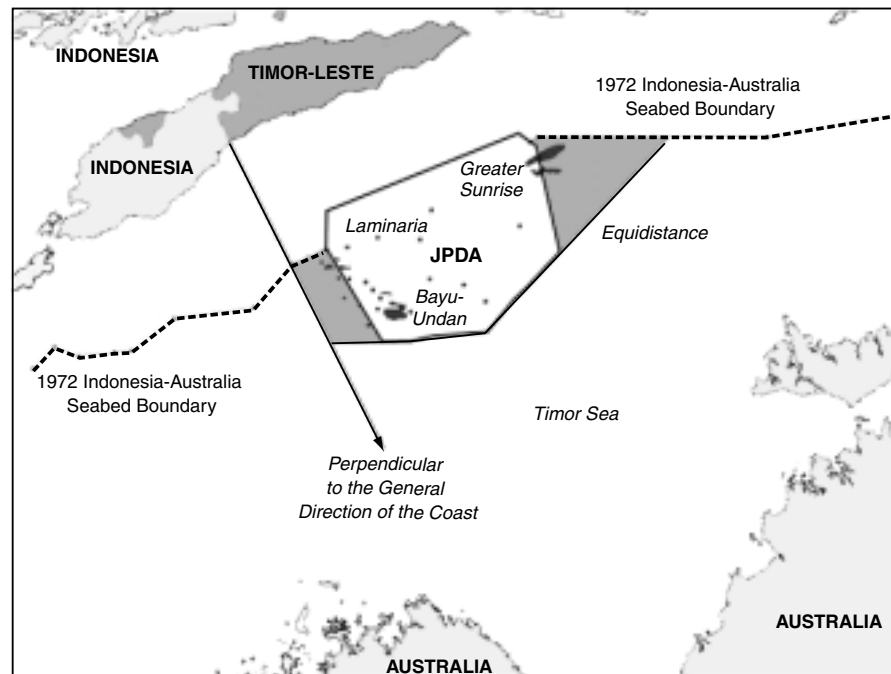 INDONESIA
TIMOR-LESTE
1972 Indonesia-Australia
Seabed Boundary
INDONESIA
Greater
Sunrise
Laminaria
Equidistance
JPDA
Bayu-
Undan
1972 Indonesia-Australia
Seabed Boundary
Timor Sea
Perpendicular
to the General
Direction of the Coast
AUSTRALIA
AUSTRALIA